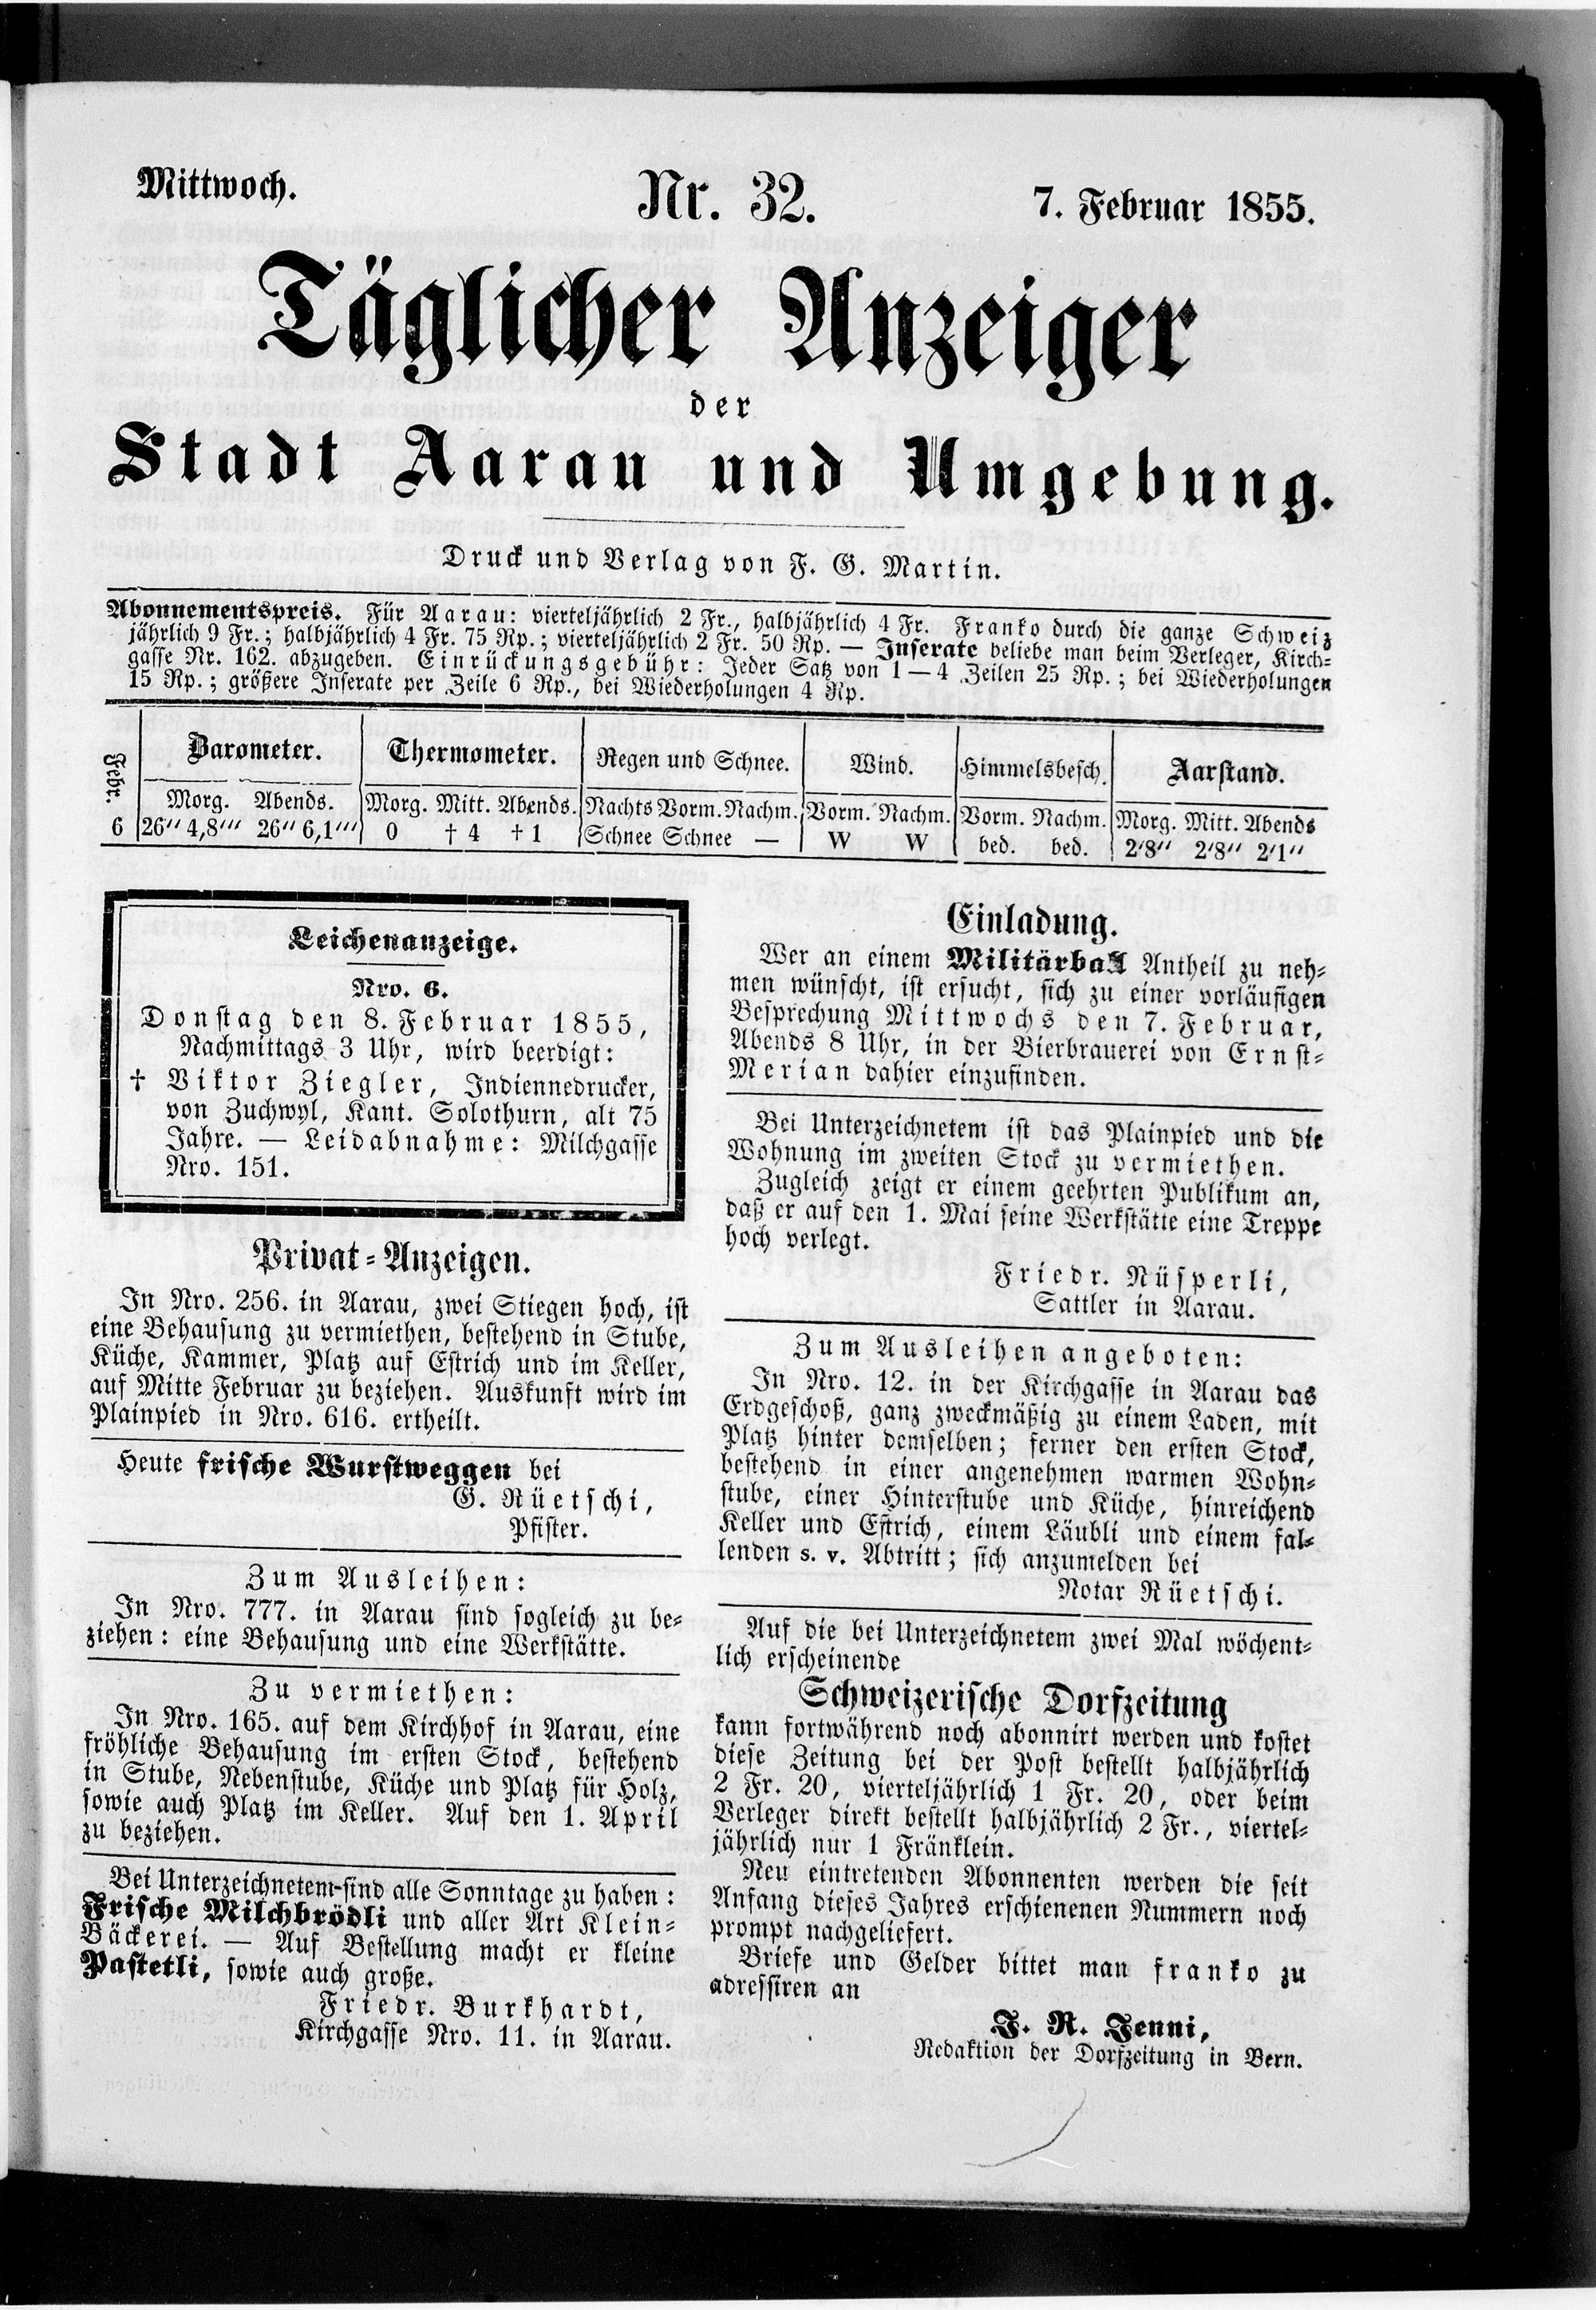 Mittwoch. Nr. 32. 7. Februar 1855.
Täglicher Anzeiger
der
Stadt Aarau und Umgebung.
Druck und Verlag von F. G. Martin.
Abonnementspreis. Für Aarau: vierteljährlich 2 Fr., halbjährlich 4 Fr. Franko durch die ganze Schweiz
jährlich 9 Fr.; halbjährlich 4 Fr. 75 Rp.; vierteljährlich 2 Fr. 50 Rp. — Inserate beliebe man beim Verleger, Kirch-
gasse Nr. 162. abzugeben. Einrückungsgebühr: Jeder Satz von 1—4 Zeilen 25 Rp.; bei Wiederholungen
15 Rp.; größere Inserate per Zeile 6 Rp., bei Wiederholungen 4 Rp.
Febr. Barometer. Thermometer. Regen und Schnee. Wind. Himmelsbesch. Aarstand.
Morg. Abends. Morg. Mitt. Abends. Nachts Vorm. Nachm. Vorm. Nachm. Vorm. Nachm. Morg. Mitt. Abends
6 26" 4,8"' 26" 6,1"' 0 † 4 † 1 Schnee Schnee — W W bed. bed. 2'8" 2'8" 2'1"
Leichenanzeige.
Nro. 6.
Donstag den 8. Februar 1855,
Nachmittags 3 Uhr, wird beerdigt:
† Viktor Ziegler, Indiennedrucker,
von Zuchwyl, Kant. Solothurn, alt 75
Jahre. — Leidabnahme: Milchgasse
Nro. 151.
Privat-Anzeigen.
In Nro. 256. in Aarau, zwei Stiegen hoch, ist
eine Behausung zu vermiethen, bestehend in Stube,
Küche, Kammer, Platz auf Estrich und im Keller,
auf Mitte Februar zu beziehen. Auskunft wird im
Plainpied in Nro. 616. ertheilt.
Heute frische Wurstweggen bei
G. Rüetschi,
Pfister.
Zum Ausleihen:
In Nro. 777. in Aarau sind sogleich zu be-
ziehen: eine Behausung und eine Werkstätte.
Zu vermiethen:
In Nro. 165. auf dem Kirchhof in Aarau, eine
fröhliche Behausung im ersten Stock, bestehend
in Stube, Nebenstube, Küche und Platz für Holz,
sowie auch Platz im Keller. Auf den 1. April
zu beziehen.
Bei Unterzeichnetem sind alle Sonntage zu haben:
Frische Milchbrödli und aller Art Klein-
Bäckerei. — Auf Bestellung macht er kleine
Pastetli, sowie auch große.
Friedr. Burkhardt,
Kirchgasse Nro. 11. in Aarau.
Einladung.
Wer an einem Militärball Antheil zu neh-
men wünscht, ist ersucht, sich zu einer vorläufigen
Besprechung Mittwochs den 7. Februar,
Abends 8 Uhr, in der Bierbrauerei von Ernst-
Merian dahier einzufinden.
Bei Unterzeichnetem ist das Plainpied und die
Wohnung im zweiten Stock zu vermiethen.
Zugleich zeigt er einem geehrten Publikum an,
daß er auf den 1. Mai seine Werkstätte eine Treppe
hoch verlegt.
Friedr. Nüsperli,
Sattler in Aarau.
Zum Ausleihen angeboten:
In Nro. 12. in der Kirchgasse in Aarau das
Erdgeschoß, ganz zweckmäßig zu einem Laden, mit
Platz hinter demselben; ferner den ersten Stock,
bestehend in einer angenehmen warmen Wohn-
stube, einer Hinterstube und Küche, hinreichend
Keller und Estrich, einem Läubli und einem fal-
lenden s. v. Abtritt; sich anzumelden bei
Notar Rüetschi.
Auf die bei Unterzeichnetem zwei Mal wöchent-
lich erscheinende
Schweizerische Dorfzeitung
kann fortwährend noch abonnirt werden und kostet
diese Zeitung bei der Post bestellt halbjährlich
2 Fr. 20, vierteljährlich 1 Fr. 20, oder beim
Verleger direkt bestellt halbjährlich 2 Fr., viertel-
jährlich nur 1 Fränklein.
Neu eintretenden Abonnenten werden die seit
Anfang dieses Jahres erschienenen Nummern noch
prompt nachgeliefert.
Briefe und Gelder bittet man franko zu
adressiren an
J. R. Jenni,
Redaktion der Dorfzeitung in Bern.